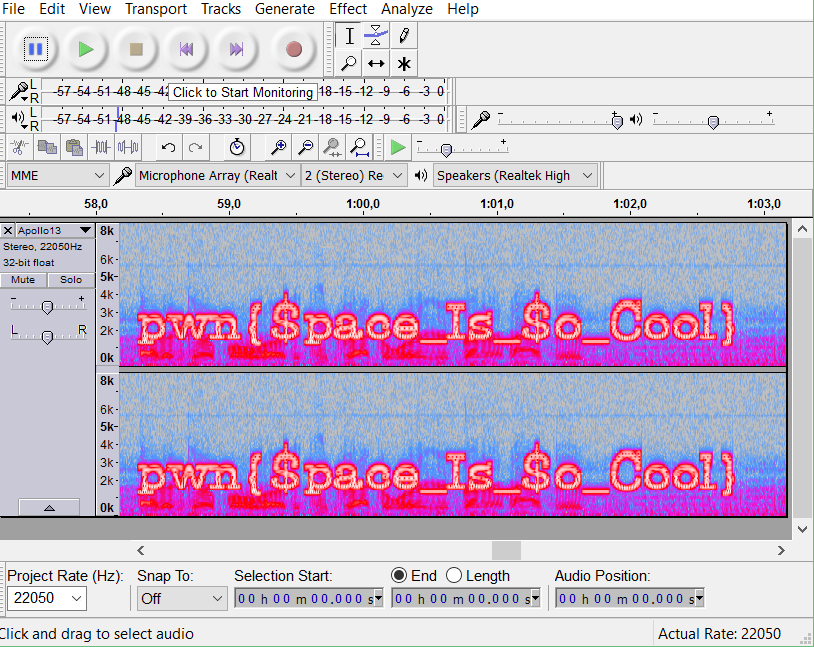 File Edit View Transport Tracks Generate Effect Analyze Help
L R -57 -54 -51 -48 -45 -42 Click to Start Monitoring 18 -15 -12 -9 -6 -3 0
L R -57 -54 -51 -48 -45 -42 -39 -36 -33 -30 -27 -24 -21 -18 -15 -12 -9 -6 -3 0
- +
- +
- +
MME Microphone Array (Realt 2 (Stereo) Re Speakers (Realtek High
58,0 59,0 1:00,0 1:01,0 1:02,0 1:03,0
X Apollo13
Stereo, 22050Hz
32-bit float
Mute Solo
- +
L R
8k
6k
5k
4k
3k
2k
0k
pwn{$pace_Is_$o_Cool}
8k
6k
5k
4k
3k
2k
0k
pwn{$pace_Is_$o_Cool}
Project Rate (Hz): Snap To: Selection Start: End Length Audio Position:
22050 Off 00 h 00 m 00.000 s 00 h 00 m 00.000 s 00 h 00 m 00.000 s
Click and drag to select audio Actual Rate: 22050